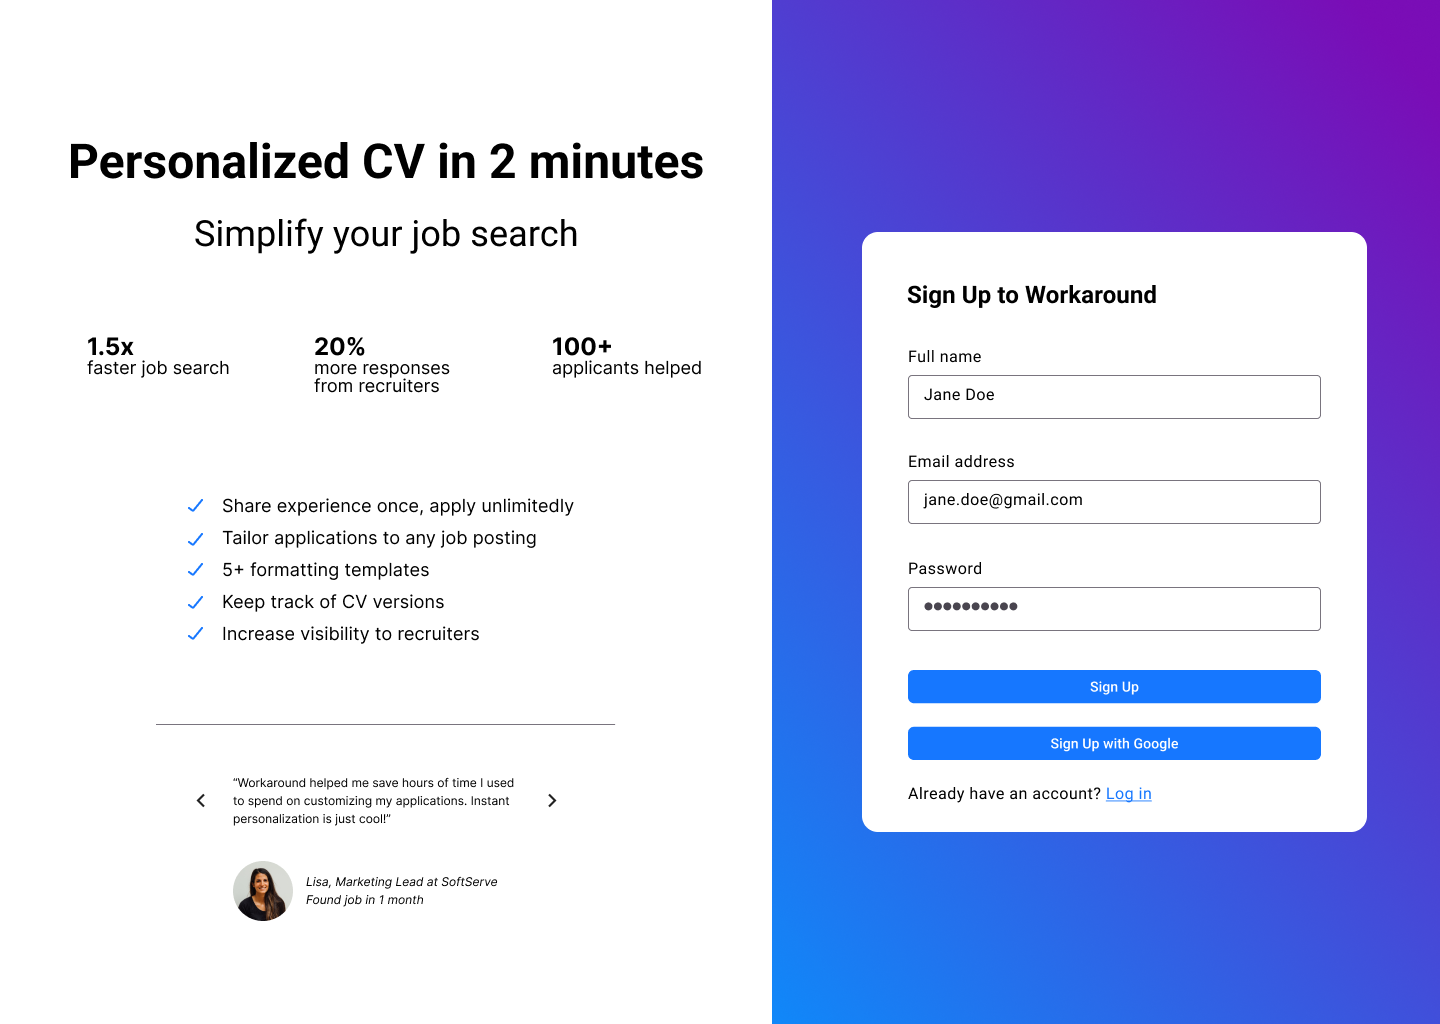 Personalized CV in 2 minutes
Simplify your job search
1.5x
faster job search
20%
more responses
from recruiters
100+
applicants helped
Share experience once, apply unlimitedly
Tailor applications to any job posting
5+ formatting templates
Keep track of CV versions
Increase visibility to recruiters
“Workaround helped me save hours of time I used
to spend on customizing my applications. Instant
personalization is just cool!”
Lisa, Marketing Lead at SoftServe
Found job in 1 month
Sign Up to Workaround
Full name
Jane Doe
Email address
jane.doe@gmail.com
Password
●●●●●●●●●●
Sign Up
Sign Up with Google
Already have an account? Log in